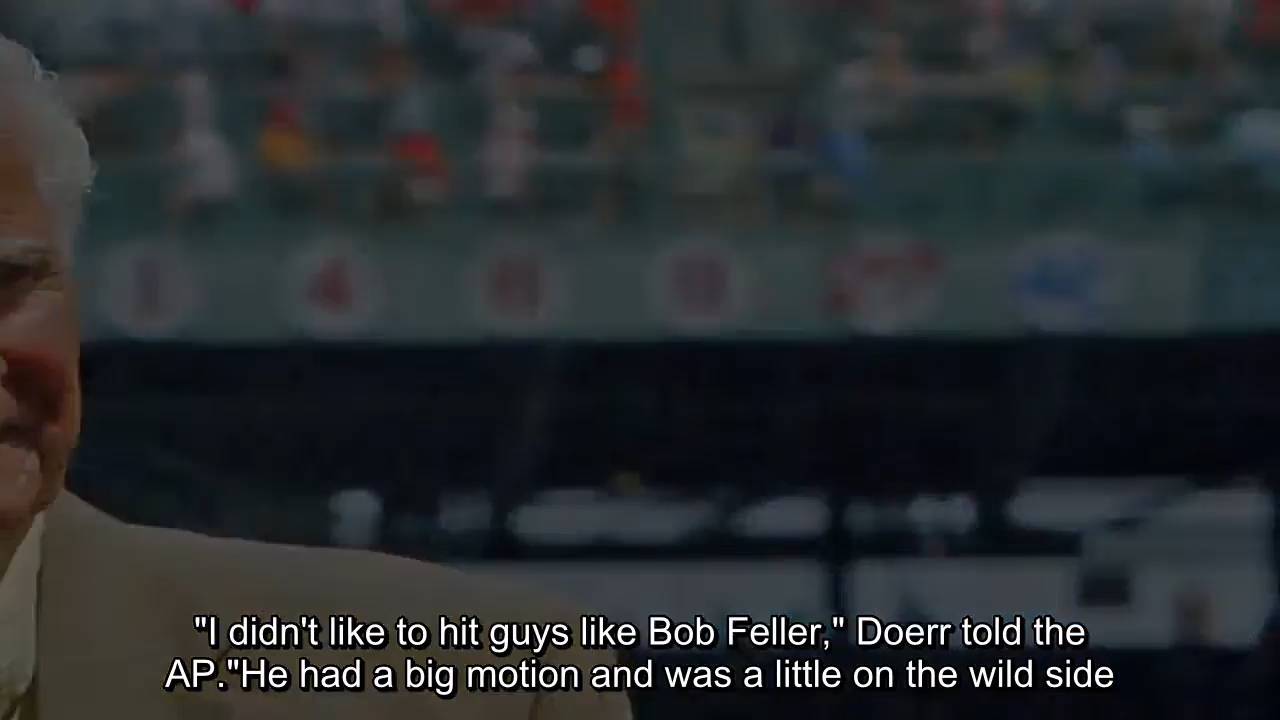 "I didn't like to hit guys like Bob Feller," Doerr told the
AP."He had a big motion and was a little on the wild side